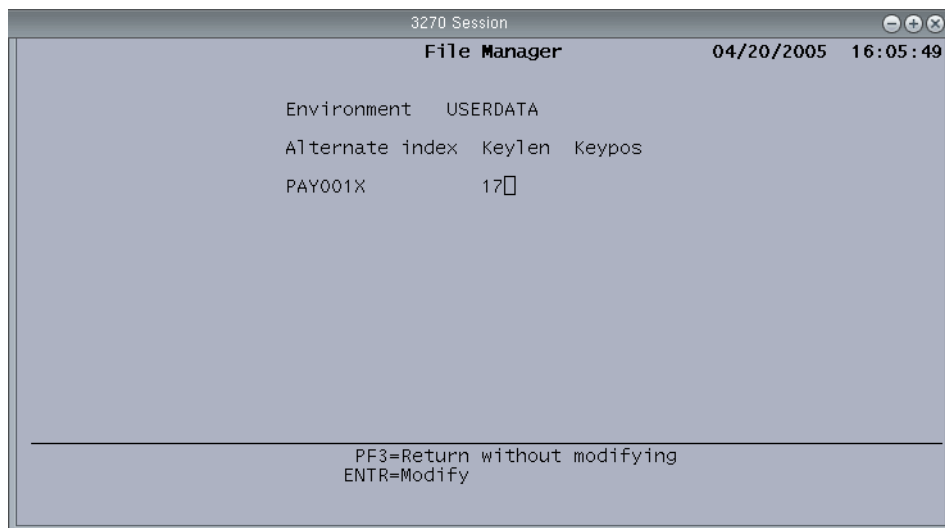 3270 Session
File Manager 04/20/2005 16:05:49
Environment USERDATA
Alternate index Keylen Keypos
PAY001X 17
PF3=Return without modifying
ENTR=Modify